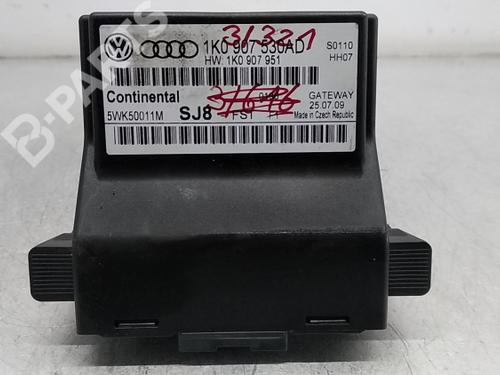 1K0 907 530AD
31321
S0110
HW: 1K0 907 951
HH07
Continental
GATEWAY
5WK50011M
SJ8
FS1
25.07.09
Made in Czech Republic
B-PARTS